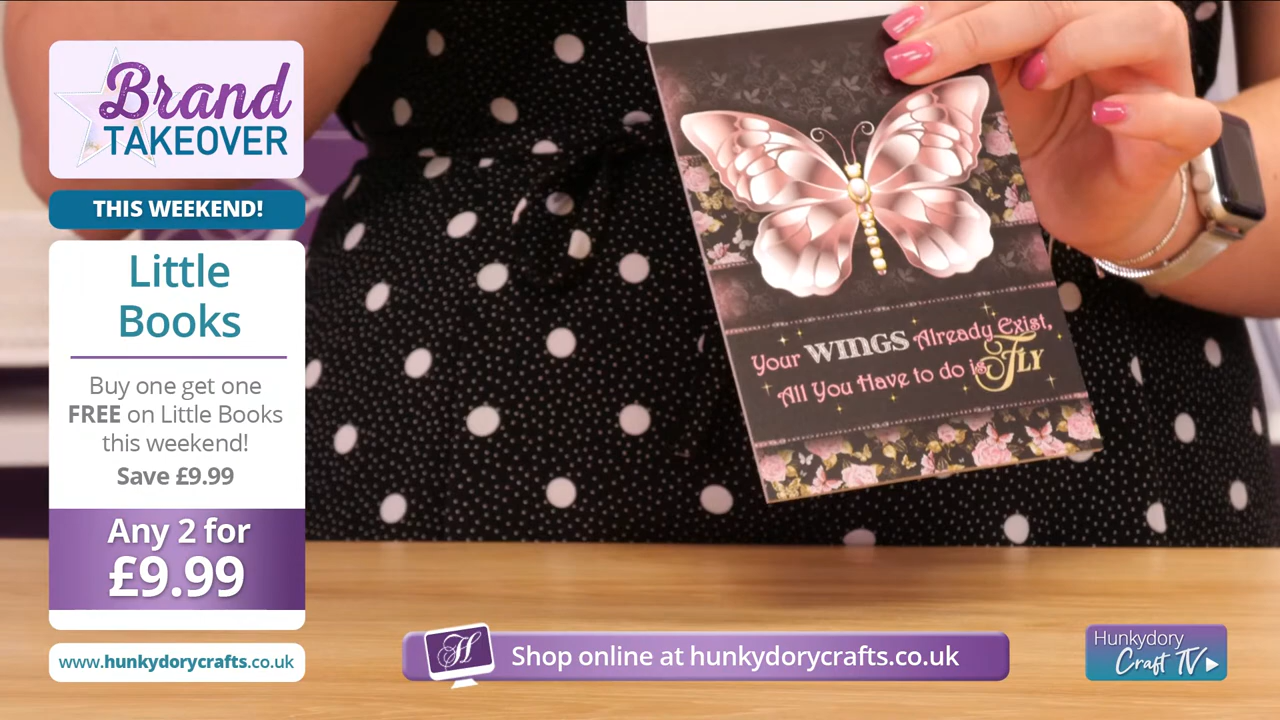 Brand
TAKEOVER
THIS WEEKEND!
Little
Books
Buy one get one
FREE on Little Books
this weekend!
Save £9.99
Any 2 for
£9.99
www.hunkydorycrafts.co.uk
Your WINGS Already Exist,
All You Have to do is FLY
H
Shop online at hunkydorycrafts.co.uk
Hunkydory
Craft TV